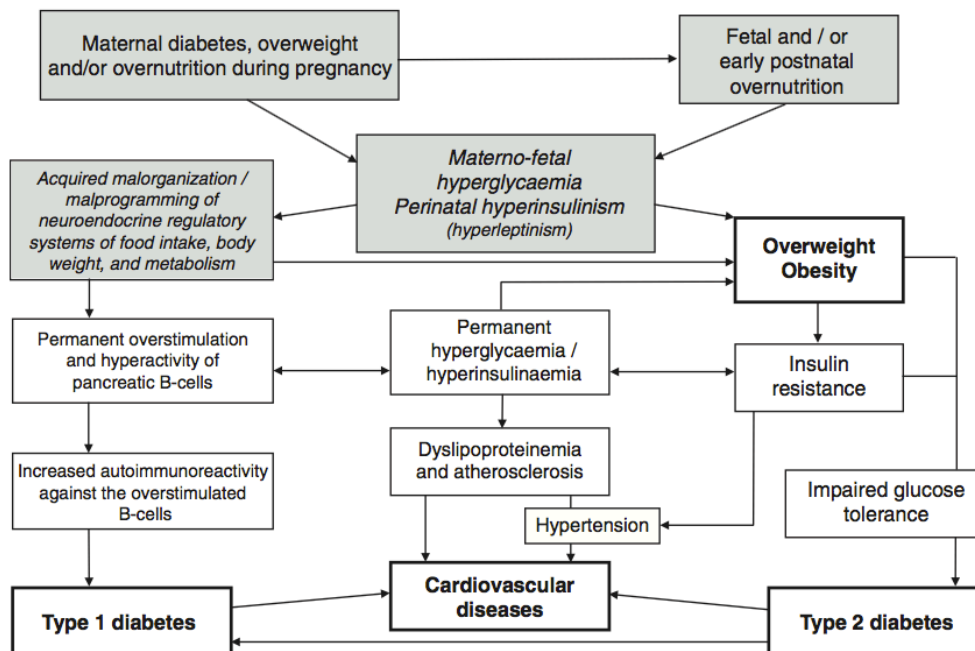 Maternal diabetes, overweight
and/or overnutrition during pregnancy
Fetal and / or
early postnatal
overnutrition
Materno-fetal
hyperglycaemia
Perinatal hyperinsulinism
(hyperleptinism)
Acquired malorganization /
malprogramming of
neuroendocrine regulatory
systems of food intake, body
weight, and metabolism
Overweight
Obesity
Permanent overstimulation
and hyperactivity of
pancreatic B-cells
Permanent
hyperglycaemia /
hyperinsulinaemia
Insulin
resistance
Increased autoimmunoreactivity
against the overstimulated
B-cells
Dyslipoproteinemia
and atherosclerosis
Hypertension
Impaired glucose
tolerance
Type 1 diabetes
Cardiovascular
diseases
Type 2 diabetes